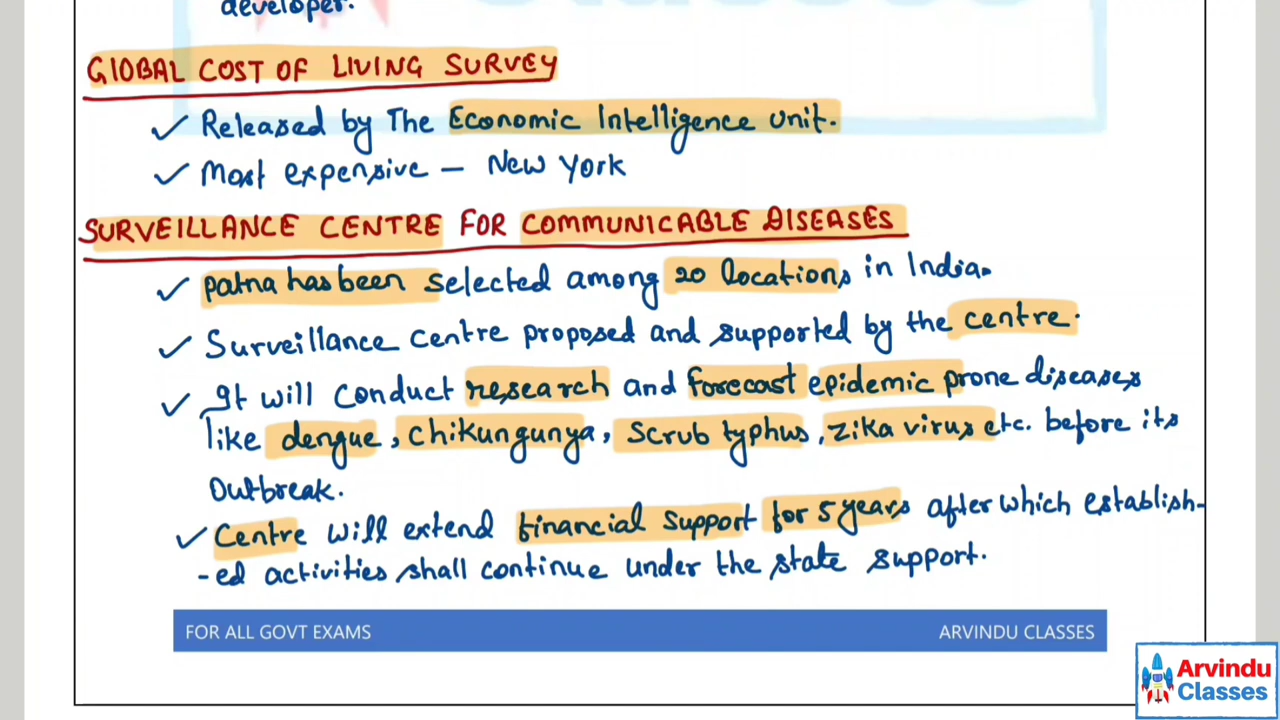 developer.
GLOBAL COST OF LIVING SURVEY
✓ Released by The Economic Intelligence Unit.
✓ Most expensive – New York
SURVEILLANCE CENTRE FOR COMMUNICABLE DISEASES
✓ Patna has been selected among 20 locations in India.
✓ Surveillance Centre proposed and supported by the centre.
✓ It will conduct research and forecast epidemic prone diseases
like dengue, Chikungunya, Scrub typhus, Zika virus etc. before its
Outbreak.
✓ Centre will extend financial support for 5 years after which establish-
-ed activities shall continue under the state support.
FOR ALL GOVT EXAMS
ARVINDU CLASSES
Arvindu
Classes